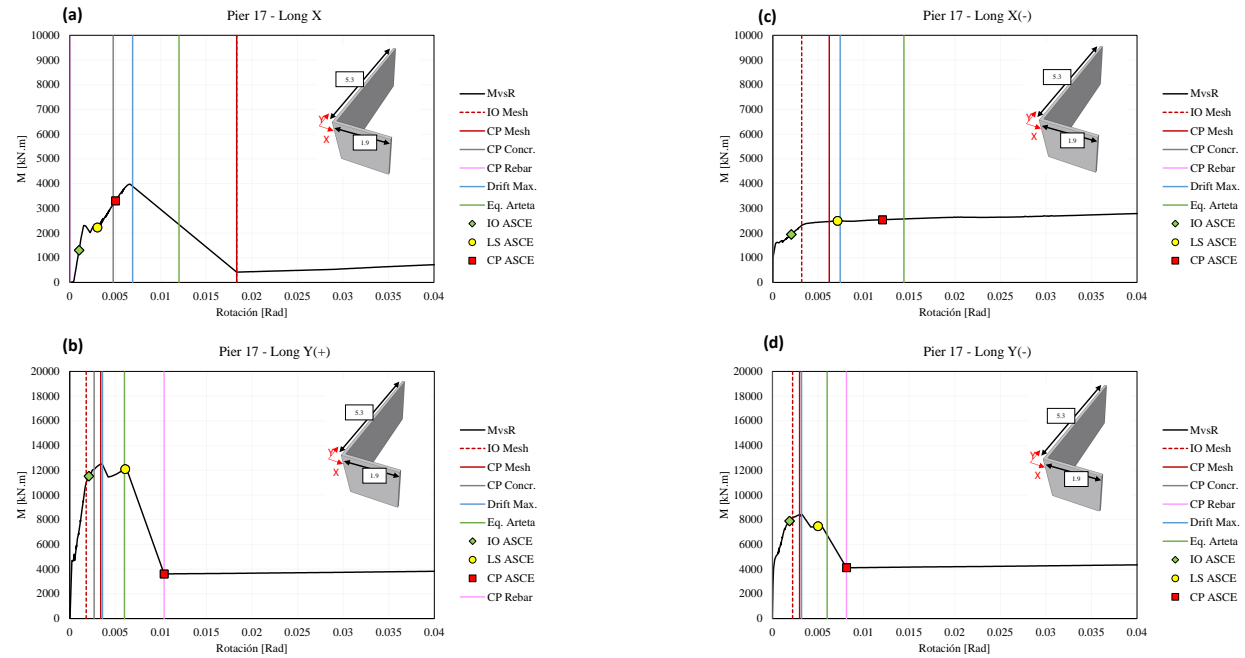 (a)
Pier 17 - Long X
10000
9000
8000
7000
6000
5000
4000
3000
2000
1000
0
M [kN.m]
0 0.005 0.01 0.015 0.02 0.025 0.03 0.035 0.04
Rotación [Rad]
5.3
1.9
Y
X
MvsR
IO Mesh
CP Mesh
CP Concr.
CP Rebar
Drift Max.
Eq. Arteta
IO ASCE
LS ASCE
CP ASCE
(c)
Pier 17 - Long X(-)
10000
9000
8000
7000
6000
5000
4000
3000
2000
1000
0
M [kN.m]
0 0.005 0.01 0.015 0.02 0.025 0.03 0.035 0.04
Rotación [Rad]
5.3
1.9
Y
X
MvsR
IO Mesh
CP Mesh
CP Concr.
CP Rebar
Drift Max.
Eq. Arteta
IO ASCE
LS ASCE
CP ASCE
(b)
Pier 17 - Long Y(+)
20000
18000
16000
14000
12000
10000
8000
6000
4000
2000
0
M [kN.m]
0 0.005 0.01 0.015 0.02 0.025 0.03 0.035 0.04
Rotación [Rad]
5.3
1.9
Y
X
MvsR
IO Mesh
CP Mesh
CP Concr.
Drift Max.
Eq. Arteta
IO ASCE
LS ASCE
CP ASCE
CP Rebar
(d)
Pier 17 - Long Y(-)
20000
18000
16000
14000
12000
10000
8000
6000
4000
2000
0
M [kN.m]
0 0.005 0.01 0.015 0.02 0.025 0.03 0.035 0.04
Rotación [Rad]
5.3
1.9
Y
X
MvsR
IO Mesh
CP Mesh
CP Concr.
CP Rebar
Drift Max.
Eq. Arteta
IO ASCE
LS ASCE
CP ASCE